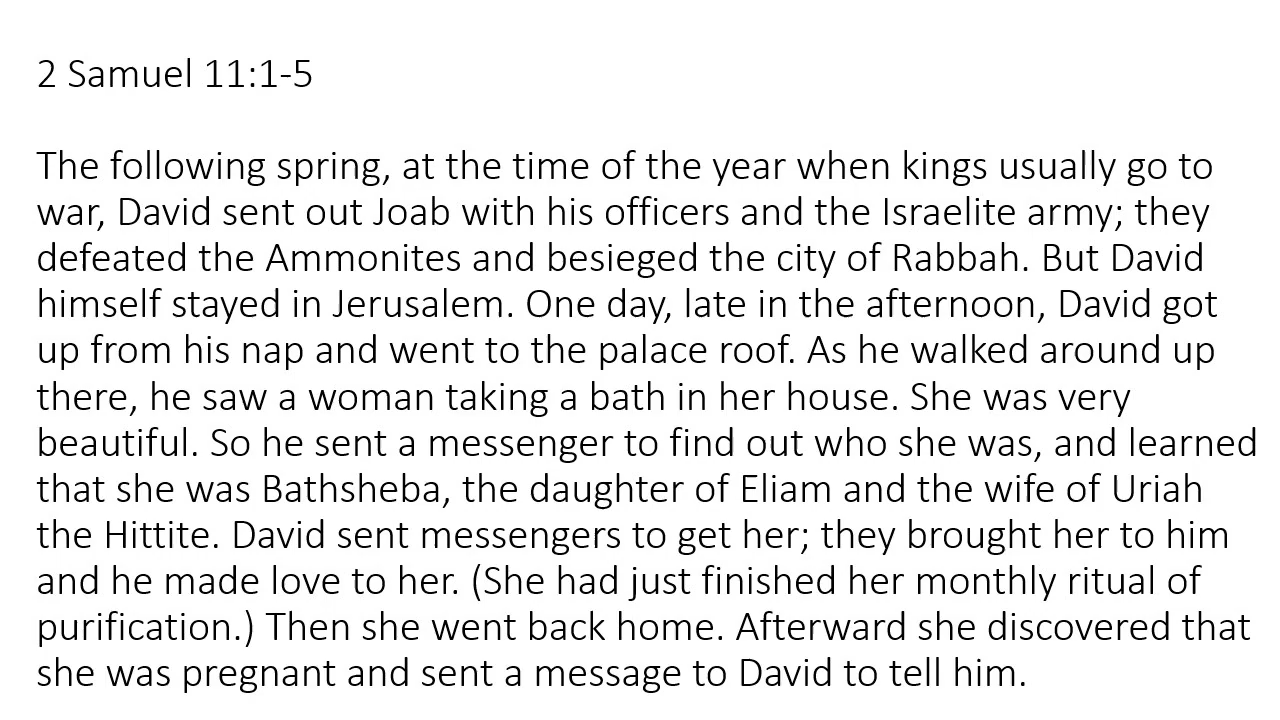 2 Samuel 11:1-5
The following spring, at the time of the year when kings usually go to
war, David sent out Joab with his officers and the Israelite army; they
defeated the Ammonites and besieged the city of Rabbah. But David
himself stayed in Jerusalem. One day, late in the afternoon, David got
up from his nap and went to the palace roof. As he walked around up
there, he saw a woman taking a bath in her house. She was very
beautiful. So he sent a messenger to find out who she was, and learned
that she was Bathsheba, the daughter of Eliam and the wife of Uriah
the Hittite. David sent messengers to get her; they brought her to him
and he made love to her. (She had just finished her monthly ritual of
purification.) Then she went back home. Afterward she discovered that
she was pregnant and sent a message to David to tell him.